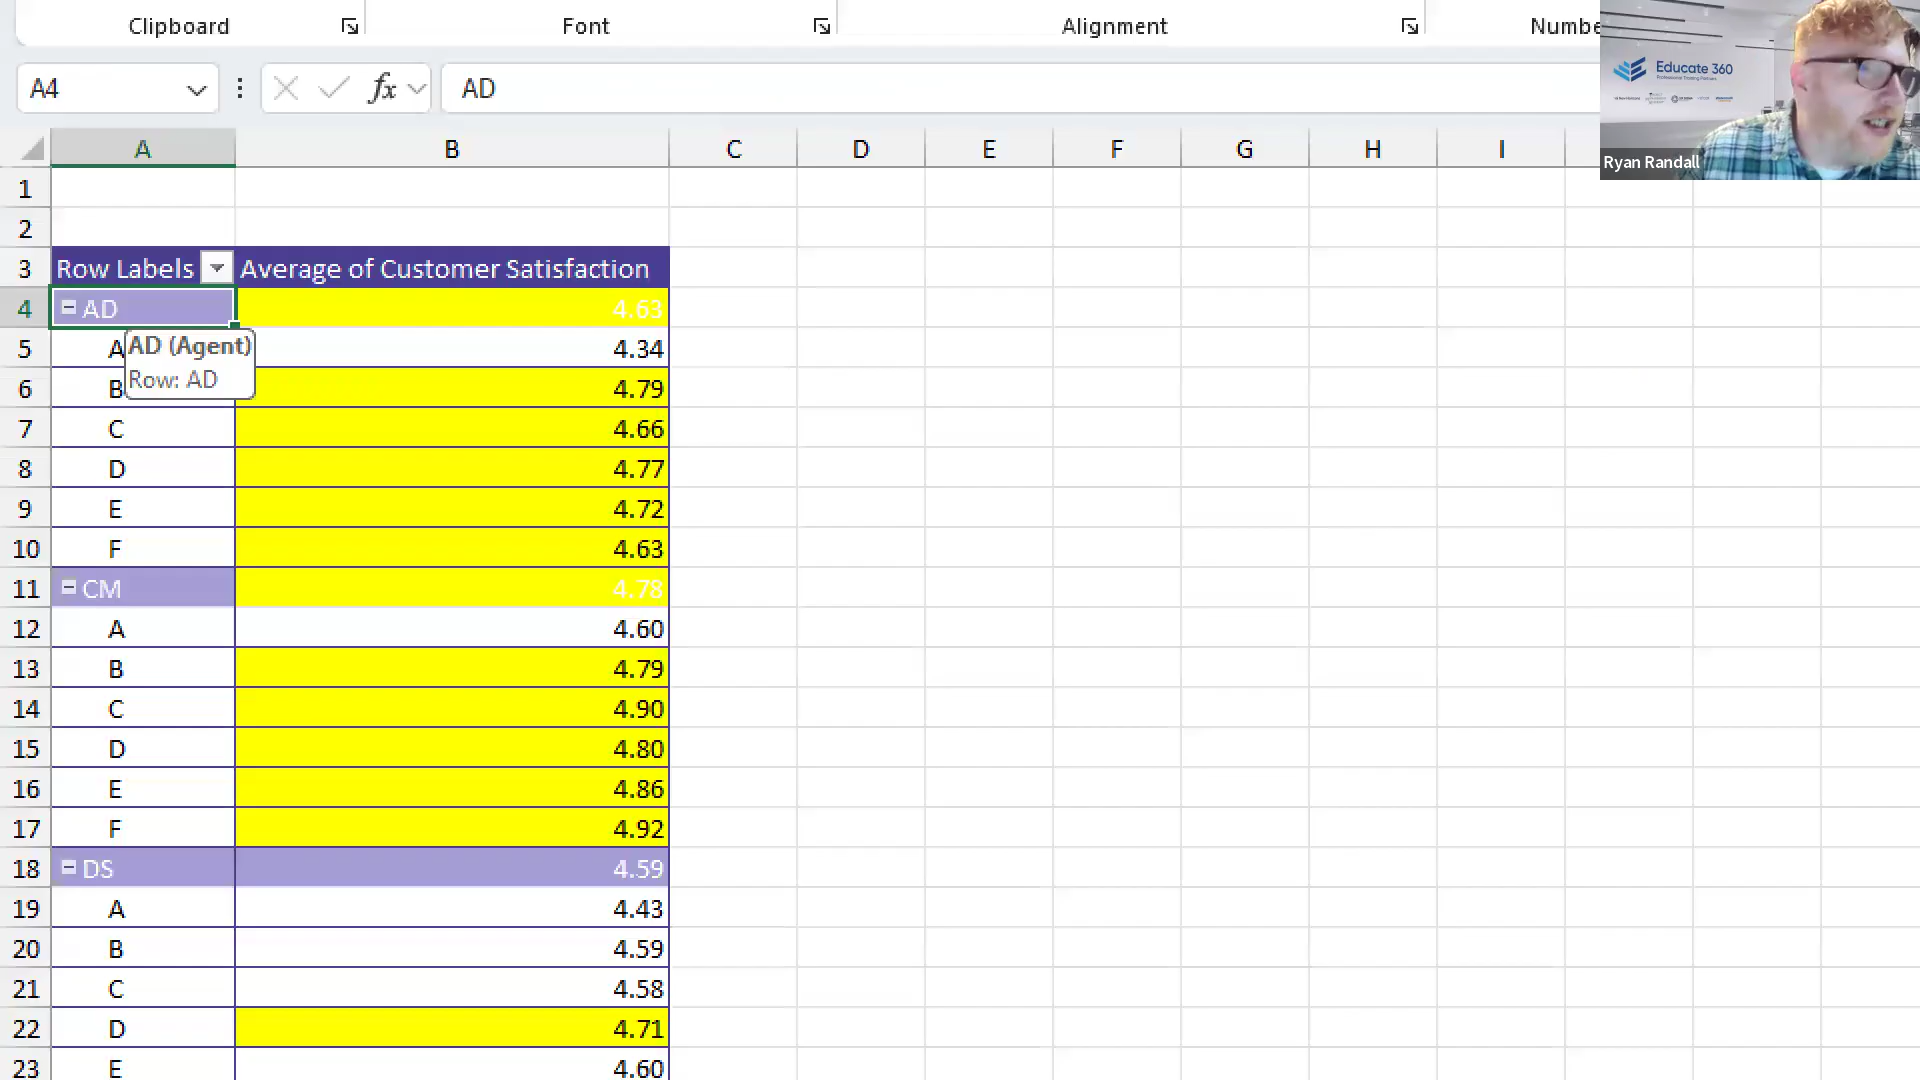 Clipboard
Font
Alignment
Numbe
A4
fx
AD
Educate 360
Professional Training Partners
Ryan Randall
A B C D E F G H I
1
2
3 Row Labels Average of Customer Satisfaction
4 AD 4.63
5 A 4.34
AD (Agent)
Row: AD
6 B 4.79
7 C 4.66
8 D 4.77
9 E 4.72
10 F 4.63
11 CM 4.78
12 A 4.60
13 B 4.79
14 C 4.90
15 D 4.80
16 E 4.86
17 F 4.92
18 DS 4.59
19 A 4.43
20 B 4.59
21 C 4.58
22 D 4.71
23 E 4.60